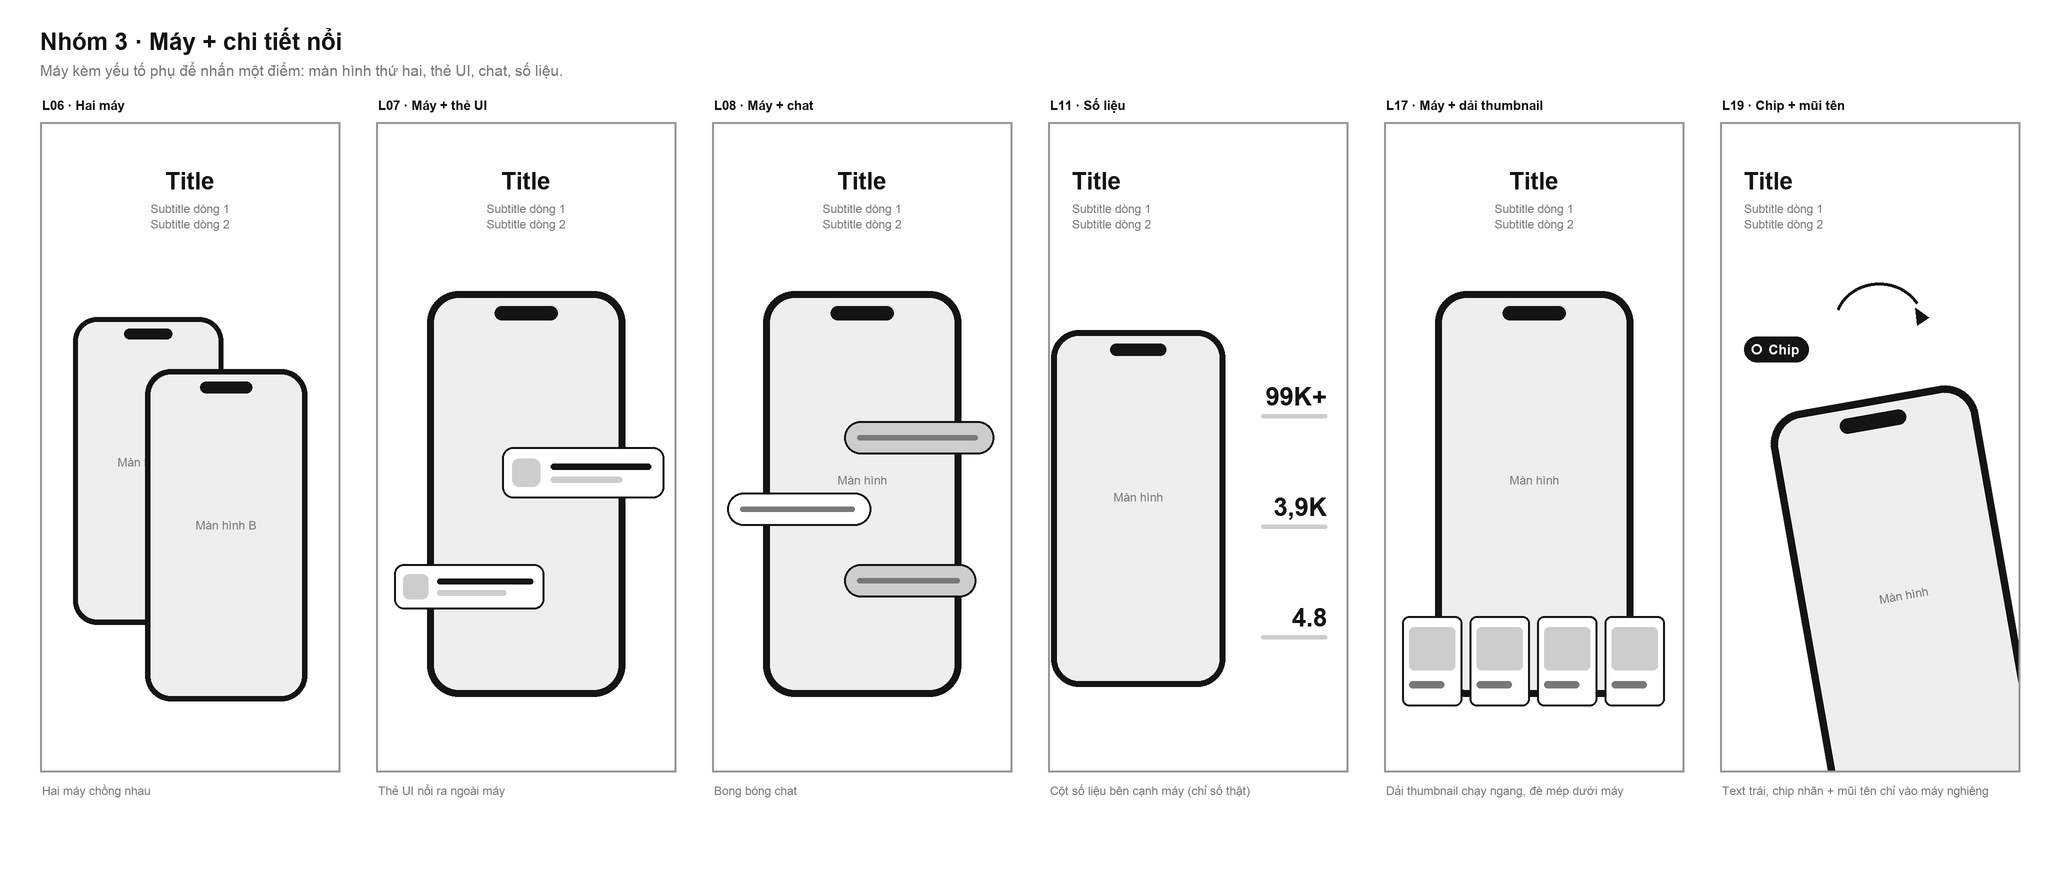 Nhóm 3 · Máy + chi tiết nổi
Máy kèm yếu tố phụ để nhấn một điểm: màn hình thứ hai, thẻ UI, chat, số liệu.
L06 · Hai máy
Title
Subtitle dòng 1
Subtitle dòng 2
Màn
Màn hình B
Hai máy chồng nhau
L07 · Máy + thẻ UI
Title
Subtitle dòng 1
Subtitle dòng 2
Thẻ UI nổi ra ngoài máy
L08 · Máy + chat
Title
Subtitle dòng 1
Subtitle dòng 2
Màn hình
Bong bóng chat
L11 · Số liệu
Title
Subtitle dòng 1
Subtitle dòng 2
Màn hình
99K+
3,9K
4.8
Cột số liệu bên cạnh máy (chỉ số thật)
L17 · Máy + dải thumbnail
Title
Subtitle dòng 1
Subtitle dòng 2
Màn hình
Dải thumbnail chạy ngang, đè mép dưới máy
L19 · Chip + mũi tên
Title
Subtitle dòng 1
Subtitle dòng 2
Chip
Màn hình
Text trái, chip nhãn + mũi tên chỉ vào máy nghiêng